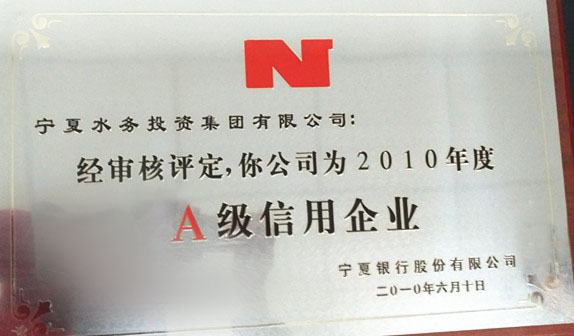 宁夏水务投资集团有限公司:
经审核评定,你公司为2010年度
A级信用企业
宁夏银行股份有限公司
二〇一〇年六月十日